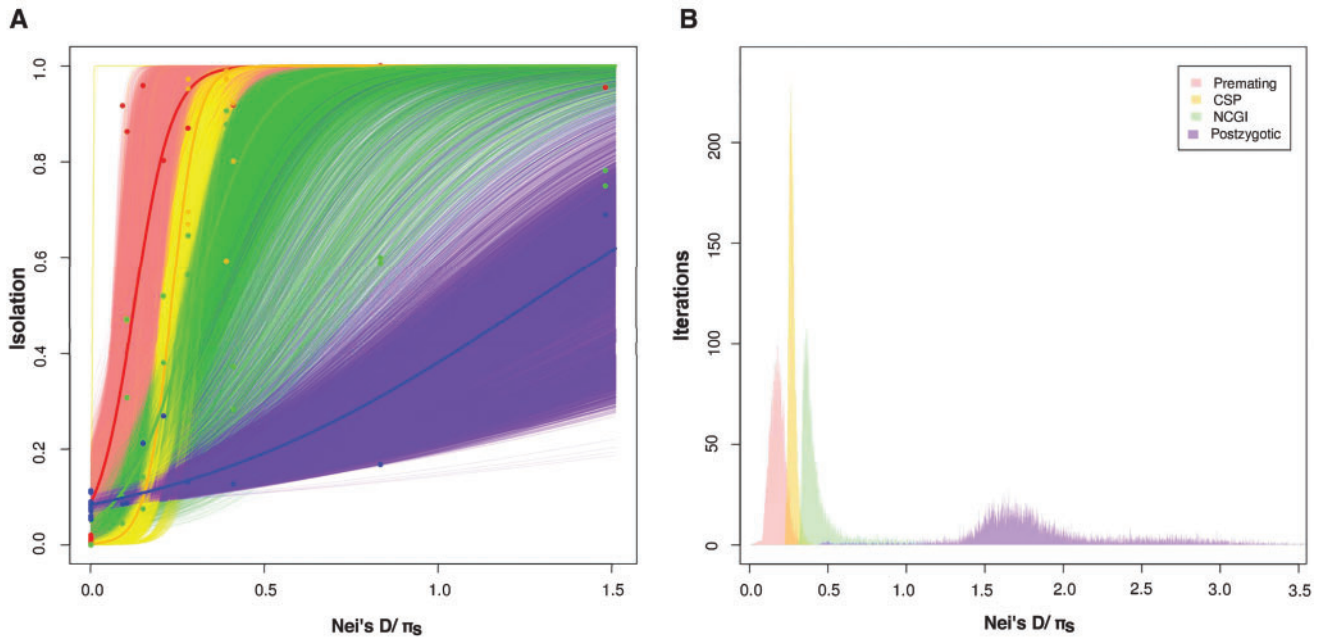 A
Isolation
1.0
0.8
0.6
0.4
0.2
0.0
0.0 0.5 1.0 1.5
Nei's D/ πs
B
Iterations
200
150
100
50
0
0.0 0.5 1.0 1.5 2.0 2.5 3.0 3.5
Nei's D/ πs
Premating
CSP
NCGI
Postzygotic